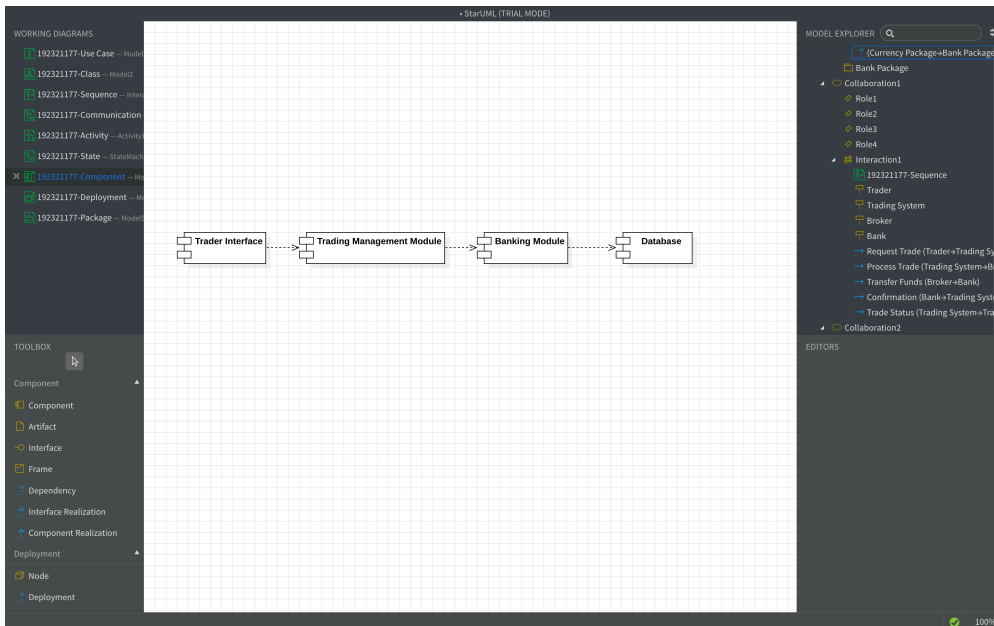 • StarUML (TRIAL MODE)
WORKING DIAGRAMS
192321177-Use Case — Model
192321177-Class — Model2
192321177-Sequence — Inter
192321177-Communication
192321177-Activity — Activity1
192321177-State — StateMach
192321177-Component — Mo
192321177-Deployment — Mo
192321177-Package — Model5
TOOLBOX
Component
Component
Artifact
Interface
Frame
Dependency
Interface Realization
Component Realization
Deployment
Node
Deployment
Trader Interface
Trading Management Module
Banking Module
Database
MODEL EXPLORER
(Currency Package→Bank Package
Bank Package
Collaboration1
Role1
Role2
Role3
Role4
Interaction1
192321177-Sequence
Trader
Trading System
Broker
Bank
Request Trade (Trader→Trading Sy
Process Trade (Trading System→B
Transfer Funds (Broker→Bank)
Confirmation (Bank→Trading Syst
Trade Status (Trading System→Tra
Collaboration2
EDITORS
100%